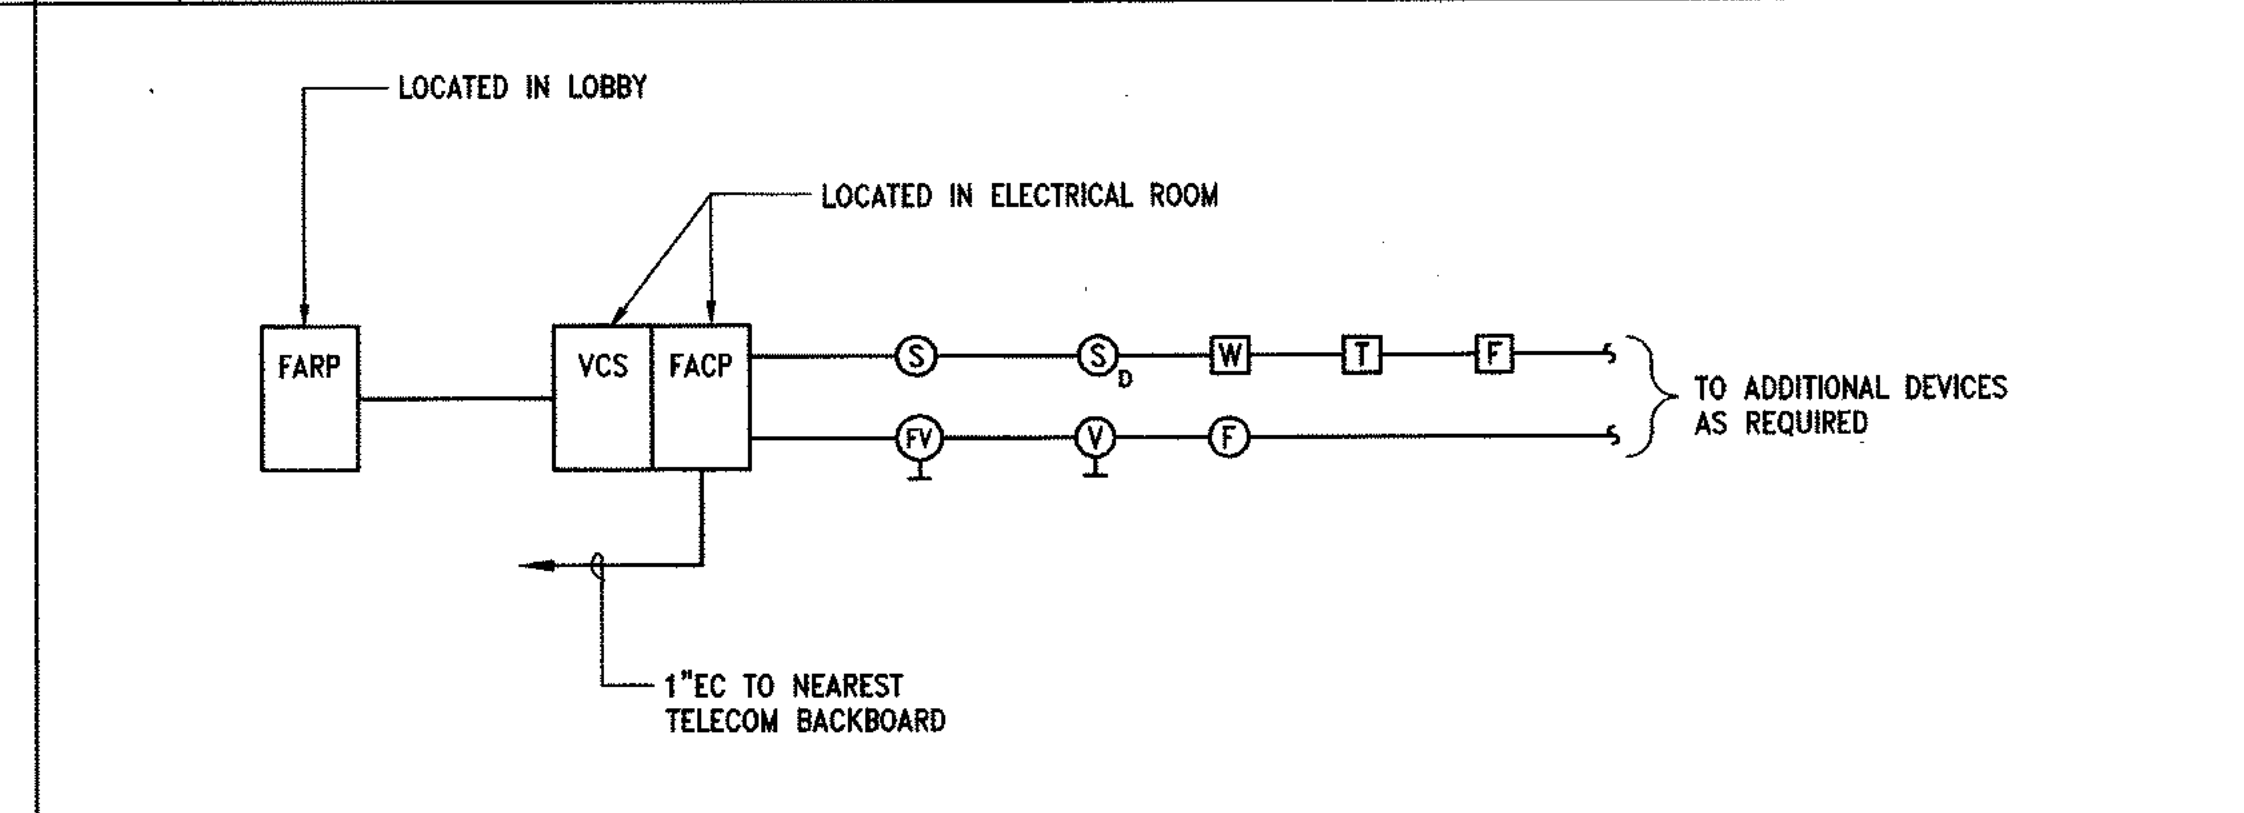 LOCATED IN LOBBY
LOCATED IN ELECTRICAL ROOM
FARP
VCS
FACP
S
S
D
W
T
F
FV
V
F
TO ADDITIONAL DEVICES
AS REQUIRED
1"EC TO NEAREST
TELECOM BACKBOARD